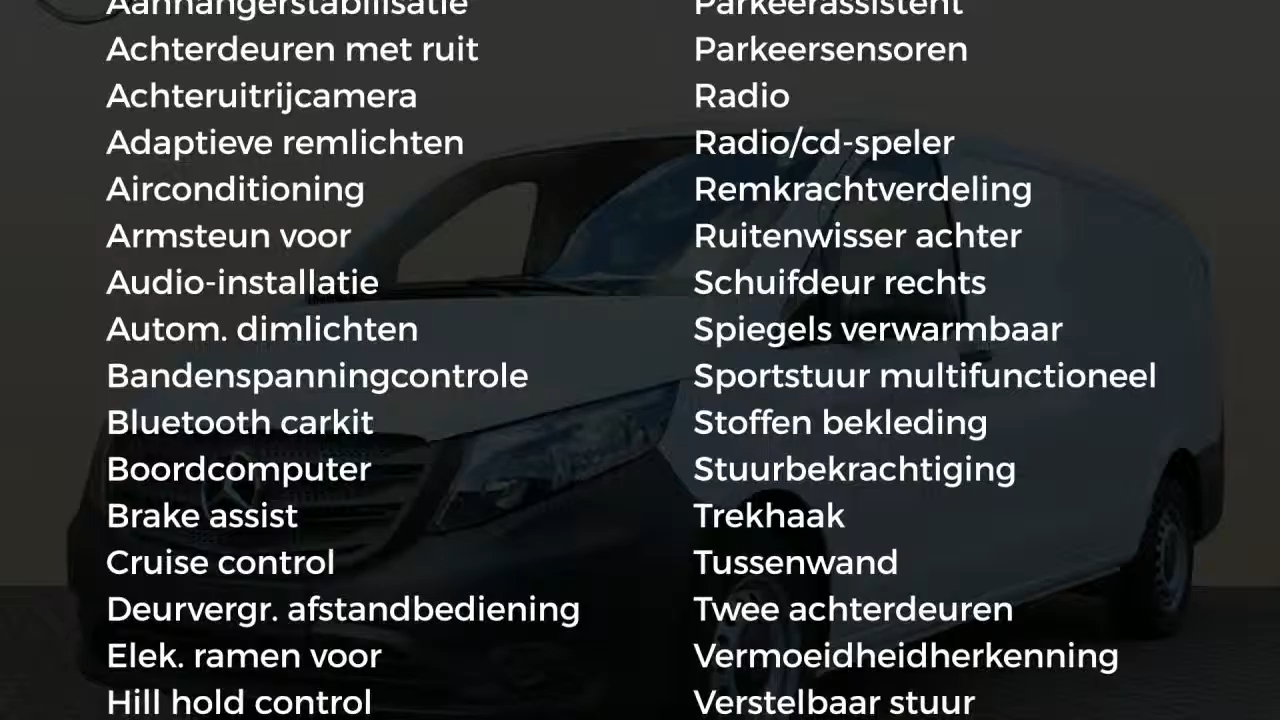 Aanhangerstabilisatie
Achterdeuren met ruit
Achteruitrijcamera
Adaptieve remlichten
Airconditioning
Armsteun voor
Audio-installatie
Autom. dimlichten
Bandenspanningcontrole
Bluetooth carkit
Boordcomputer
Brake assist
Cruise control
Deurvergr. afstandbediening
Elek. ramen voor
Hill hold control
Parkeerassistent
Parkeersensoren
Radio
Radio/cd-speler
Remkrachtverdeling
Ruitenwisser achter
Schuifdeur rechts
Spiegels verwarmbaar
Sportstuur multifunctioneel
Stoffen bekleding
Stuurbekrachtiging
Trekhaak
Tussenwand
Twee achterdeuren
Vermoeidheidherkenning
Verstelbaar stuur